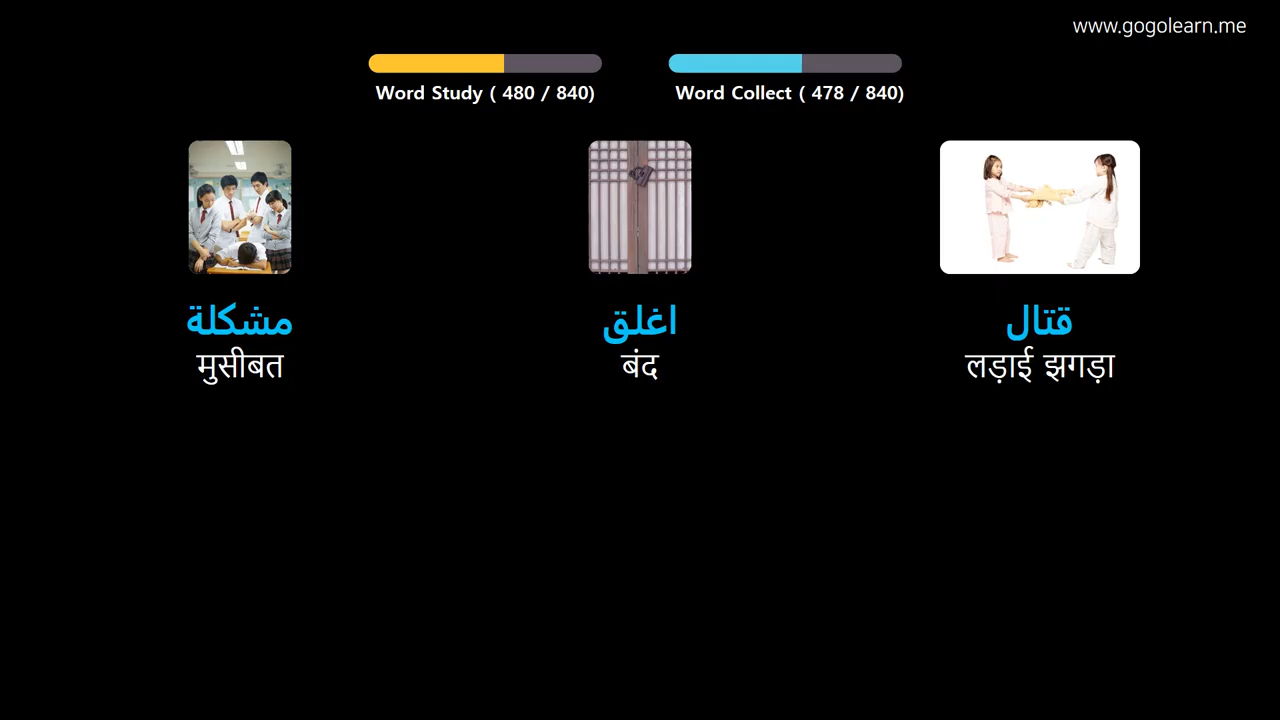 www.gogolearn.me
Word Study ( 480 / 840)
Word Collect ( 478 / 840)
مشكلة
मुसीबत
اغلق
बंद
قتال
लड़ाई झगड़ा